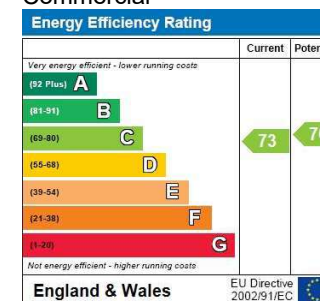 Commercial
Energy Efficiency Rating
Current
Very energy efficient - lower running costs
(92 Plus) A
(81-91) B
(69-80) C 73
(55-68) D
(39-54) E
(21-38) F
(1-20) G
Not energy efficient - higher running costs
England & Wales
EU Directive
2002/91/EC